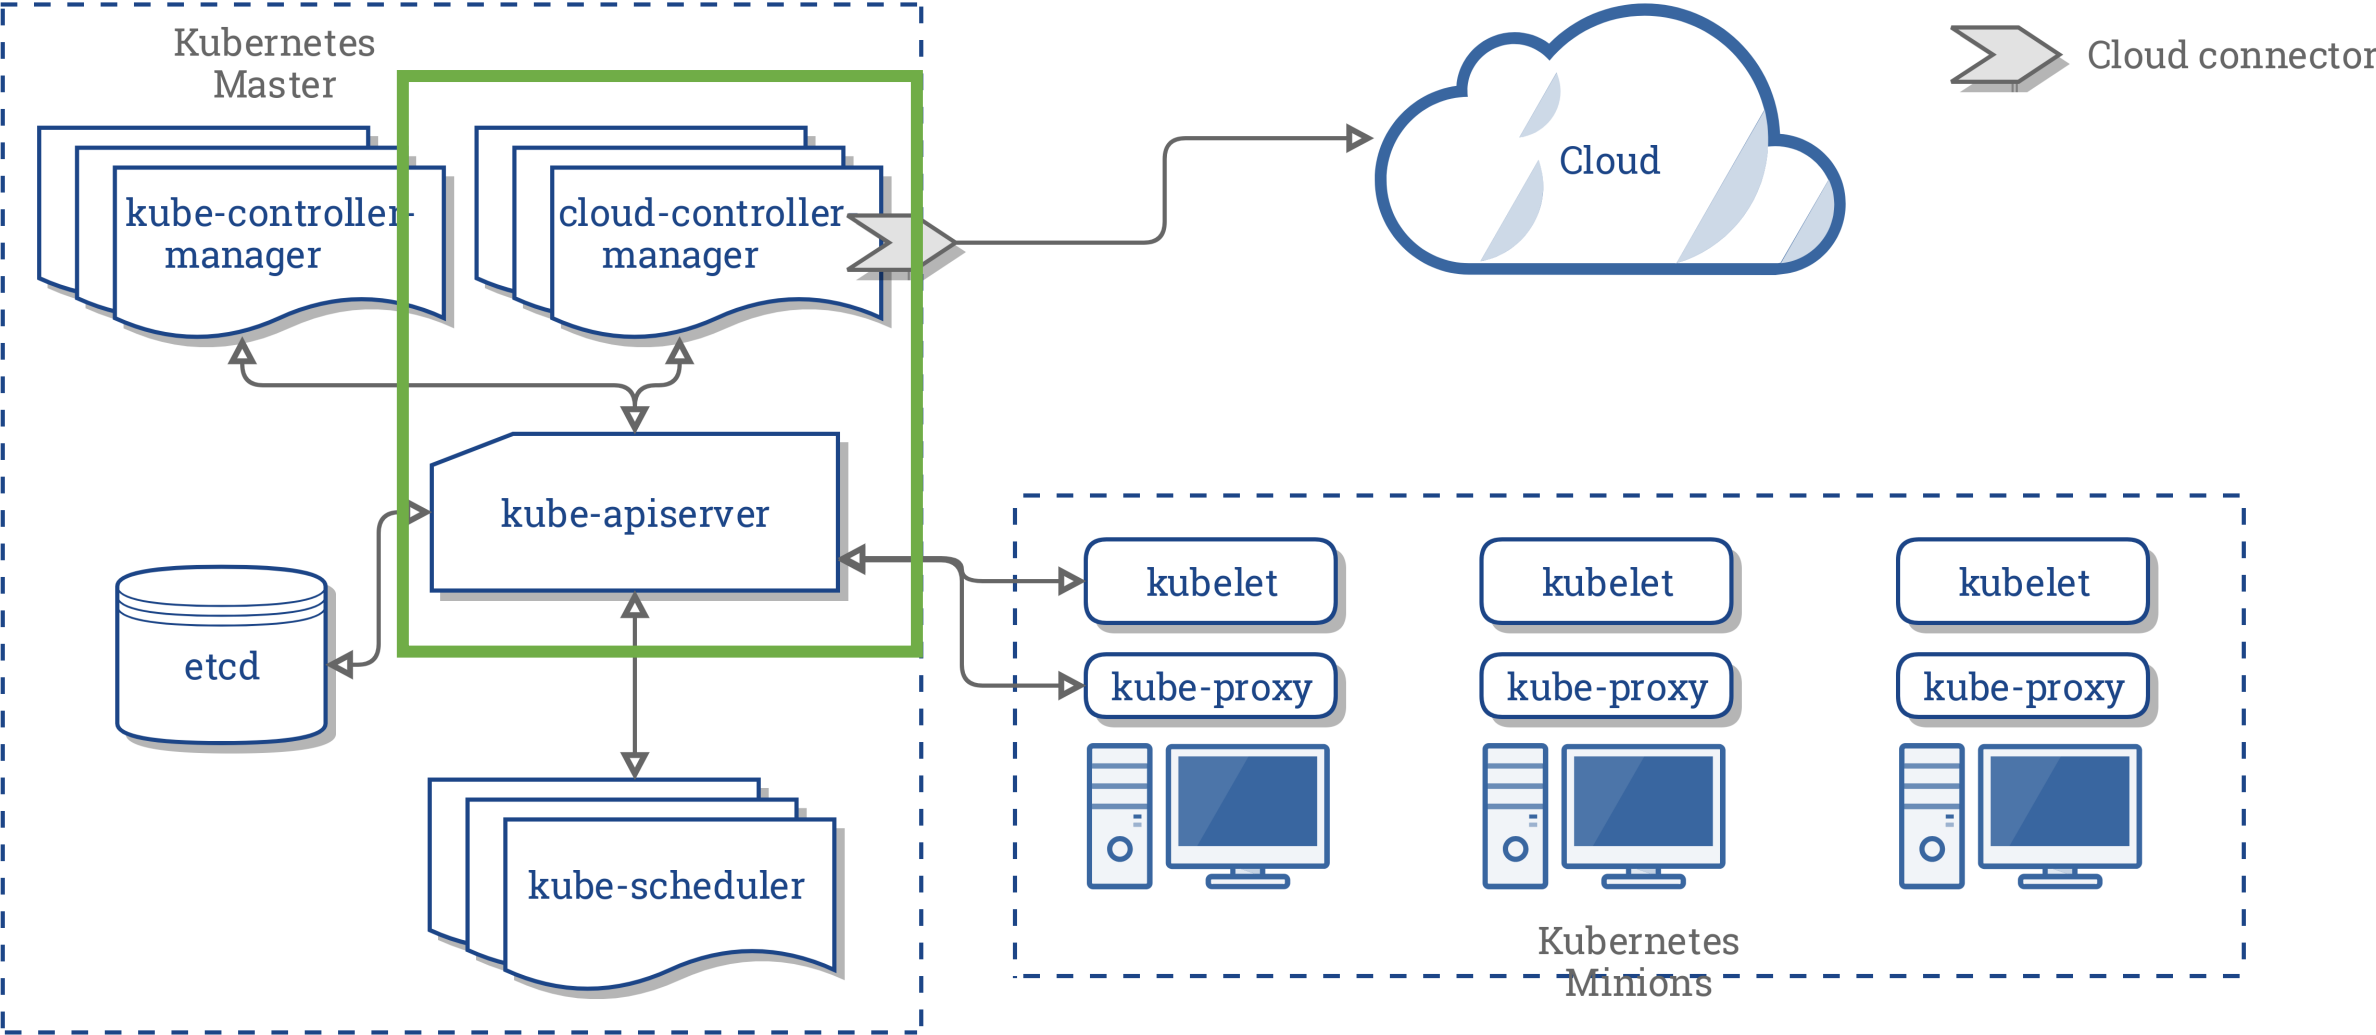 Kubernetes
Master
Cloud connector
kube-controller-
manager
cloud-controller
manager
Cloud
kube-apiserver
etcd
kube-scheduler
kubelet
kubelet
kubelet
kube-proxy
kube-proxy
kube-proxy
Kubernetes
Minions